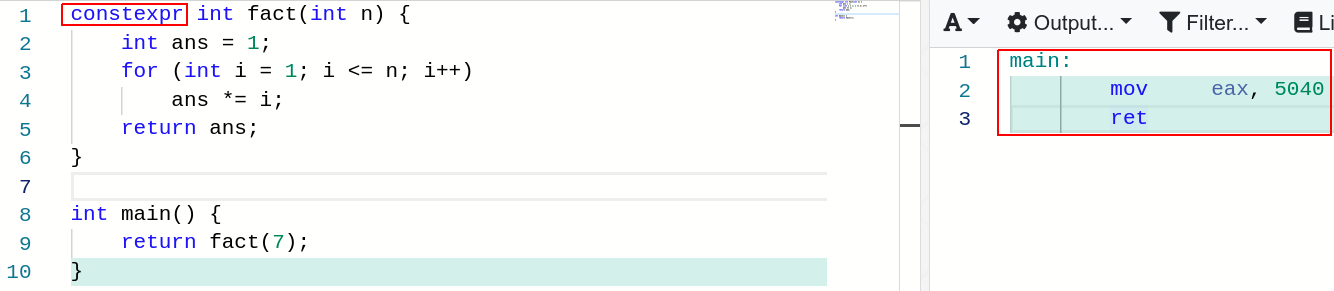 1 constexpr int fact(int n) {
2 int ans = 1;
3 for (int i = 1; i <= n; i++)
4 ans *= i;
5 return ans;
6 }
7
8 int main() {
9 return fact(7);
10 }
A Output... Filter... Li
1 main:
2 mov eax, 5040
3 ret